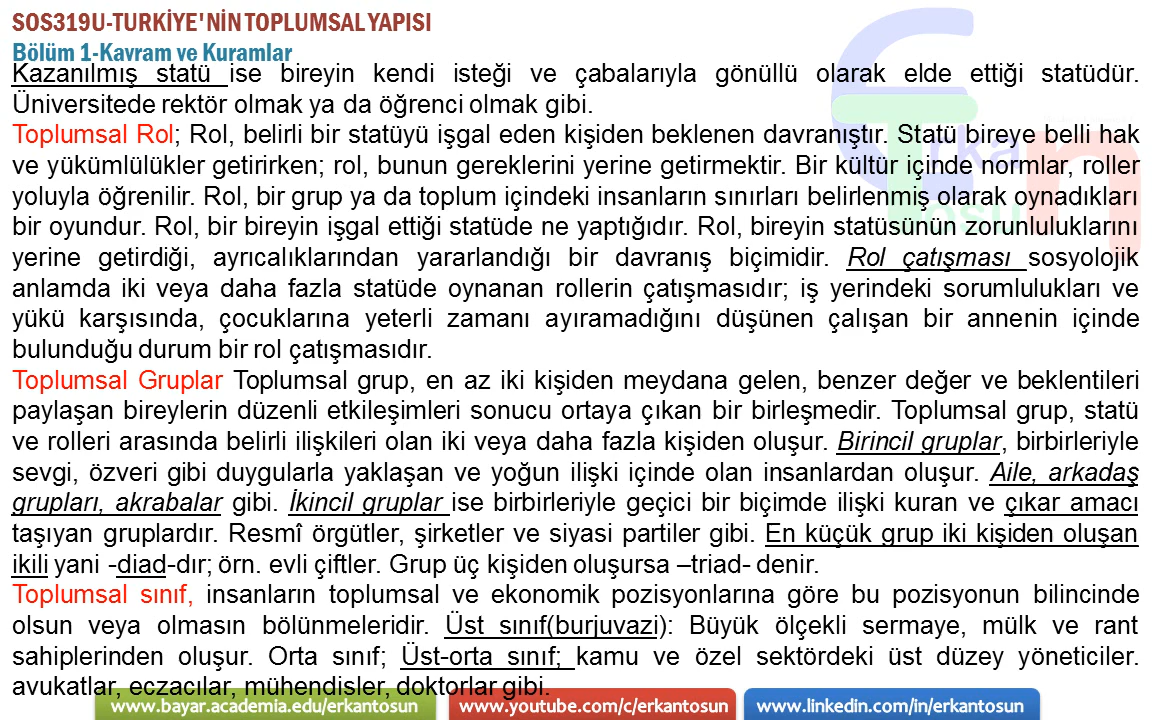 SOS319U-TURKİYE'NİN TOPLUMSAL YAPISI
Bölüm 1-Kavram ve Kuramlar
Kazanılmış statü ise bireyin kendi isteği ve çabalarıyla gönüllü olarak elde ettiği statüdür.
Üniversitede rektör olmak ya da öğrenci olmak gibi.
Toplumsal Rol; Rol, belirli bir statüyü işgal eden kişiden beklenen davranıştır. Statü bireye belli hak
ve yükümlülükler getirirken; rol, bunun gereklerini yerine getirmektir. Bir kültür içinde normlar, roller
yoluyla öğrenilir. Rol, bir grup ya da toplum içindeki insanların sınırları belirlenmiş olarak oynadıkları
bir oyundur. Rol, bir bireyin işgal ettiği statüde ne yaptığıdır. Rol, bireyin statüsünün zorunluluklarını
yerine getirdiği, ayrıcalıklarından yararlandığı bir davranış biçimidir. Rol çatışması sosyolojik
anlamda iki veya daha fazla statüde oynanan rollerin çatışmasıdır; iş yerindeki sorumlulukları ve
yükü karşısında, çocuklarına yeterli zamanı ayıramadığını düşünen çalışan bir annenin içinde
bulunduğu durum bir rol çatışmasıdır.
Toplumsal Gruplar Toplumsal grup, en az iki kişiden meydana gelen, benzer değer ve beklentileri
paylaşan bireylerin düzenli etkileşimleri sonucu ortaya çıkan bir birleşmedir. Toplumsal grup, statü
ve rolleri arasında belirli ilişkileri olan iki veya daha fazla kişiden oluşur. Birincil gruplar, birbirleriyle
sevgi, özveri gibi duygularla yaklaşan ve yoğun ilişki içinde olan insanlardan oluşur. Aile, arkadaş
grupları, akrabalar gibi. İkincil gruplar ise birbirleriyle geçici bir biçimde ilişki kuran ve çıkar amacı
taşıyan gruplardır. Resmî örgütler, şirketler ve siyasi partiler gibi. En küçük grup iki kişiden oluşan
ikili yani -diad-dır; örn. evli çiftler. Grup üç kişiden oluşursa –triad- denir.
Toplumsal sınıf, insanların toplumsal ve ekonomik pozisyonlarına göre bu pozisyonun bilincinde
olsun veya olmasın bölünmeleridir. Üst sınıf(burjuvazi): Büyük ölçekli sermaye, mülk ve rant
sahiplerinden oluşur. Orta sınıf; Üst-orta sınıf; kamu ve özel sektördeki üst düzey yöneticiler.
avukatlar, eczacılar, mühendisler, doktorlar gibi.
www.bayar.academia.edu/erkantosun www.youtube.com/c/erkantosun www.linkedin.com/in/erkantosun